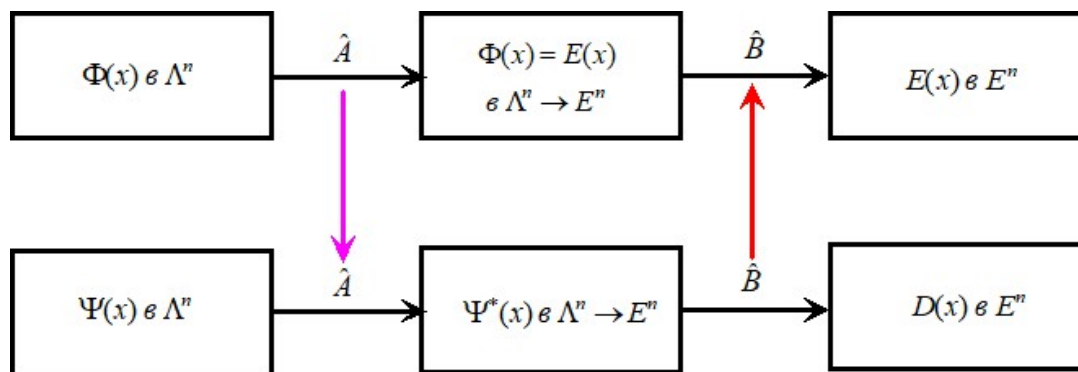 Φ(x) в Λⁿ
Â
Φ(x) = E(x)
в Λⁿ → Eⁿ
B̂
E(x) в Eⁿ
Ψ(x) в Λⁿ
Â
Ψ*(x) в Λⁿ → Eⁿ
B̂
D(x) в Eⁿ